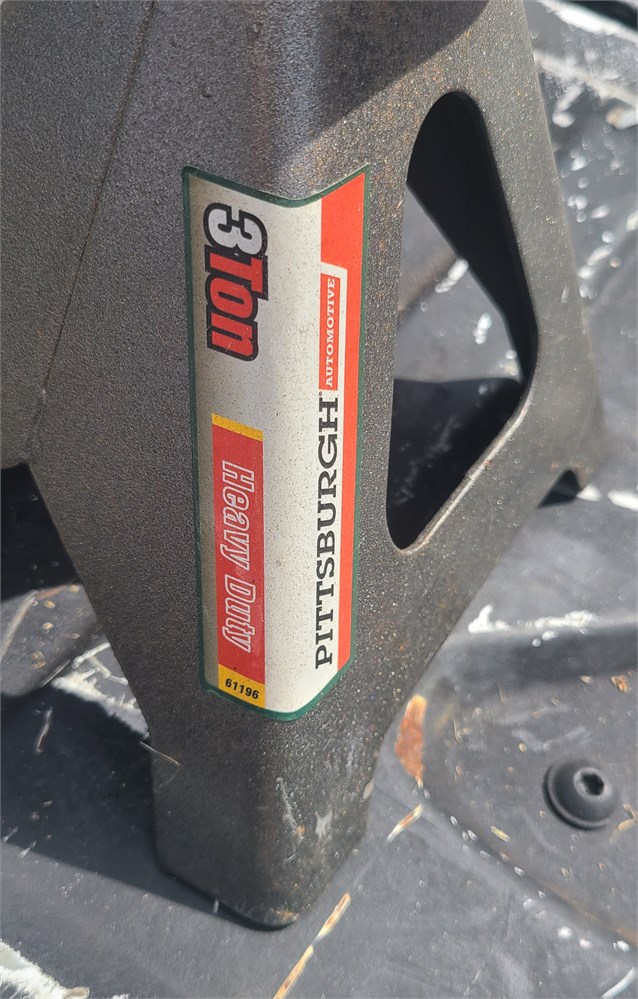 3Ton
PITTSBURGH AUTOMOTIVE
Heavy Duty
61196